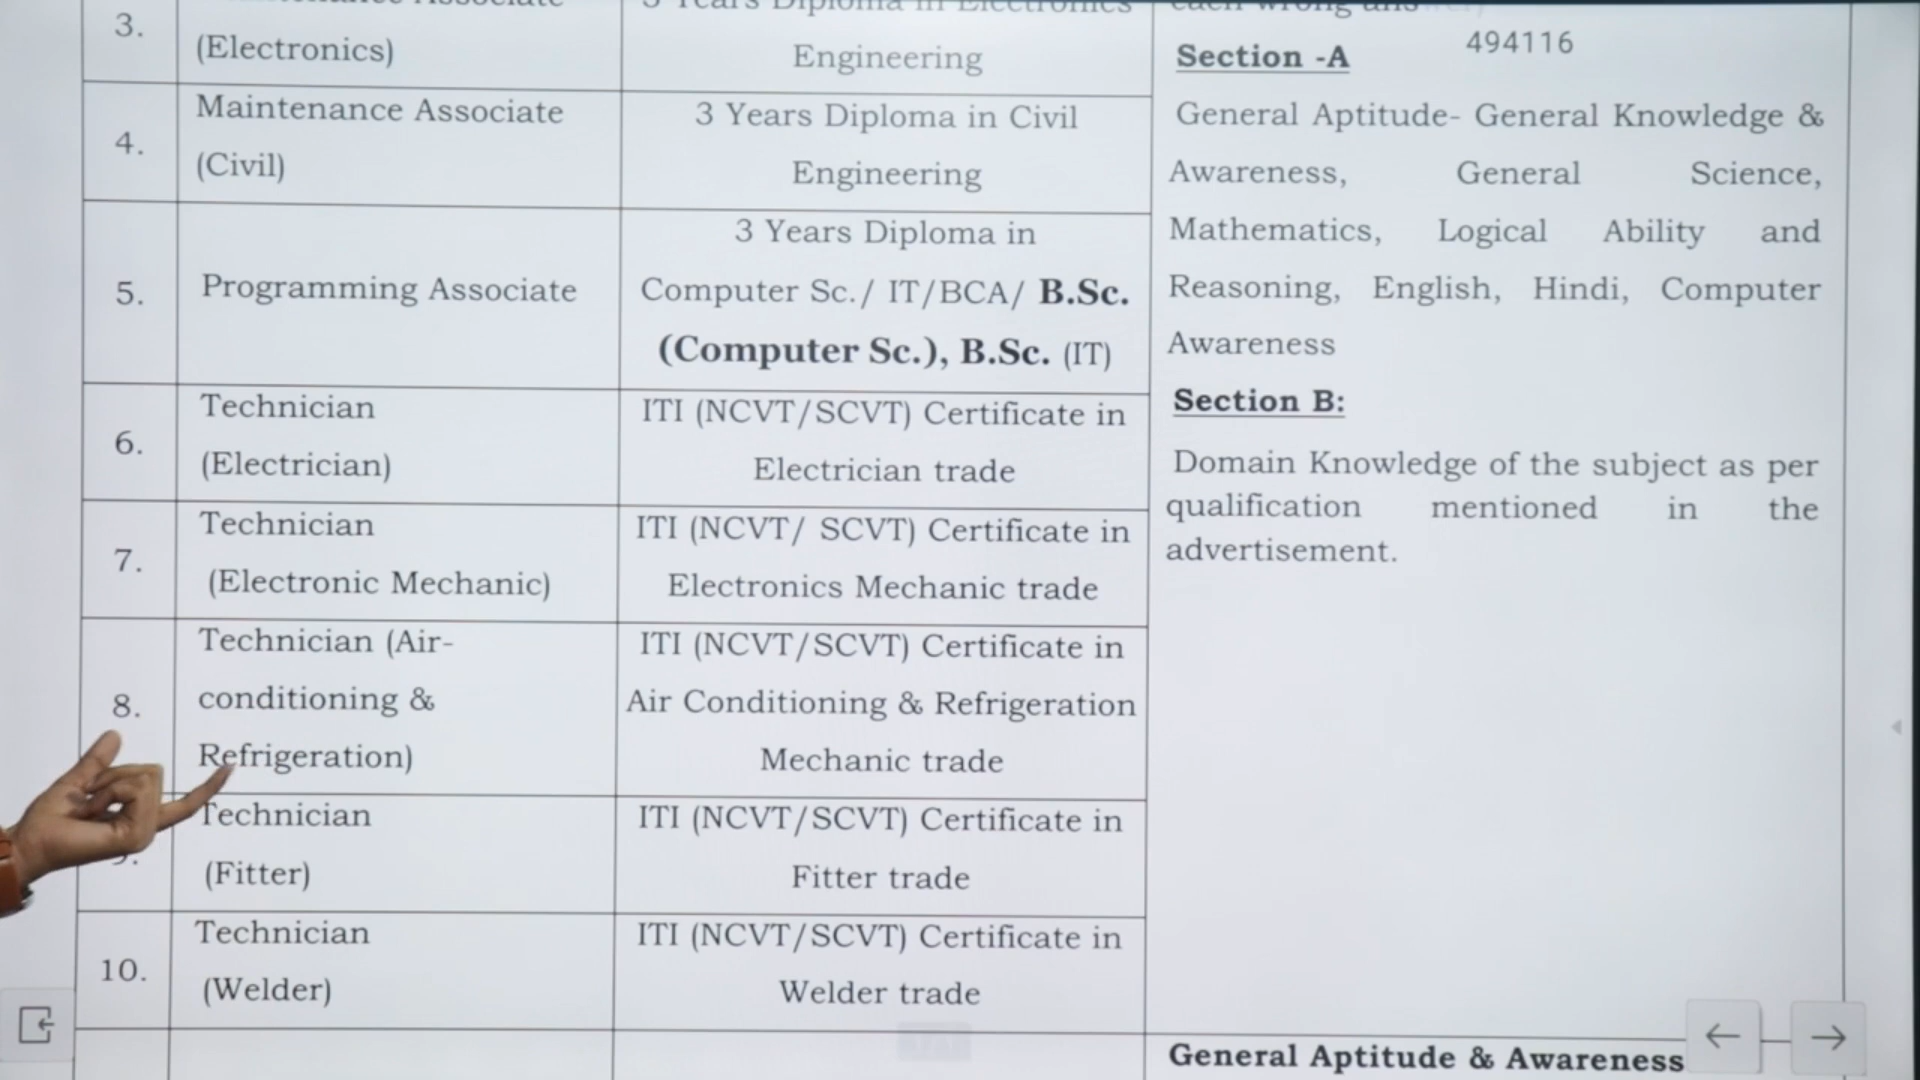 3.
(Electronics)
Engineering
Section -A
494116
4.
Maintenance Associate
(Civil)
3 Years Diploma in Civil
Engineering
General Aptitude- General Knowledge &
Awareness, General Science,
Mathematics, Logical Ability and
Reasoning, English, Hindi, Computer
Awareness
5.
Programming Associate
3 Years Diploma in
Computer Sc./ IT/BCA/ B.Sc.
(Computer Sc.), B.Sc. (IT)
Section B:
Domain Knowledge of the subject as per
qualification mentioned in the
advertisement.
6.
Technician
(Electrician)
ITI (NCVT/SCVT) Certificate in
Electrician trade
7.
Technician
(Electronic Mechanic)
ITI (NCVT/ SCVT) Certificate in
Electronics Mechanic trade
8.
Technician (Air-
conditioning &
Refrigeration)
ITI (NCVT/SCVT) Certificate in
Air Conditioning & Refrigeration
Mechanic trade
Technician
(Fitter)
ITI (NCVT/SCVT) Certificate in
Fitter trade
10.
Technician
(Welder)
ITI (NCVT/SCVT) Certificate in
Welder trade
General Aptitude & Awareness